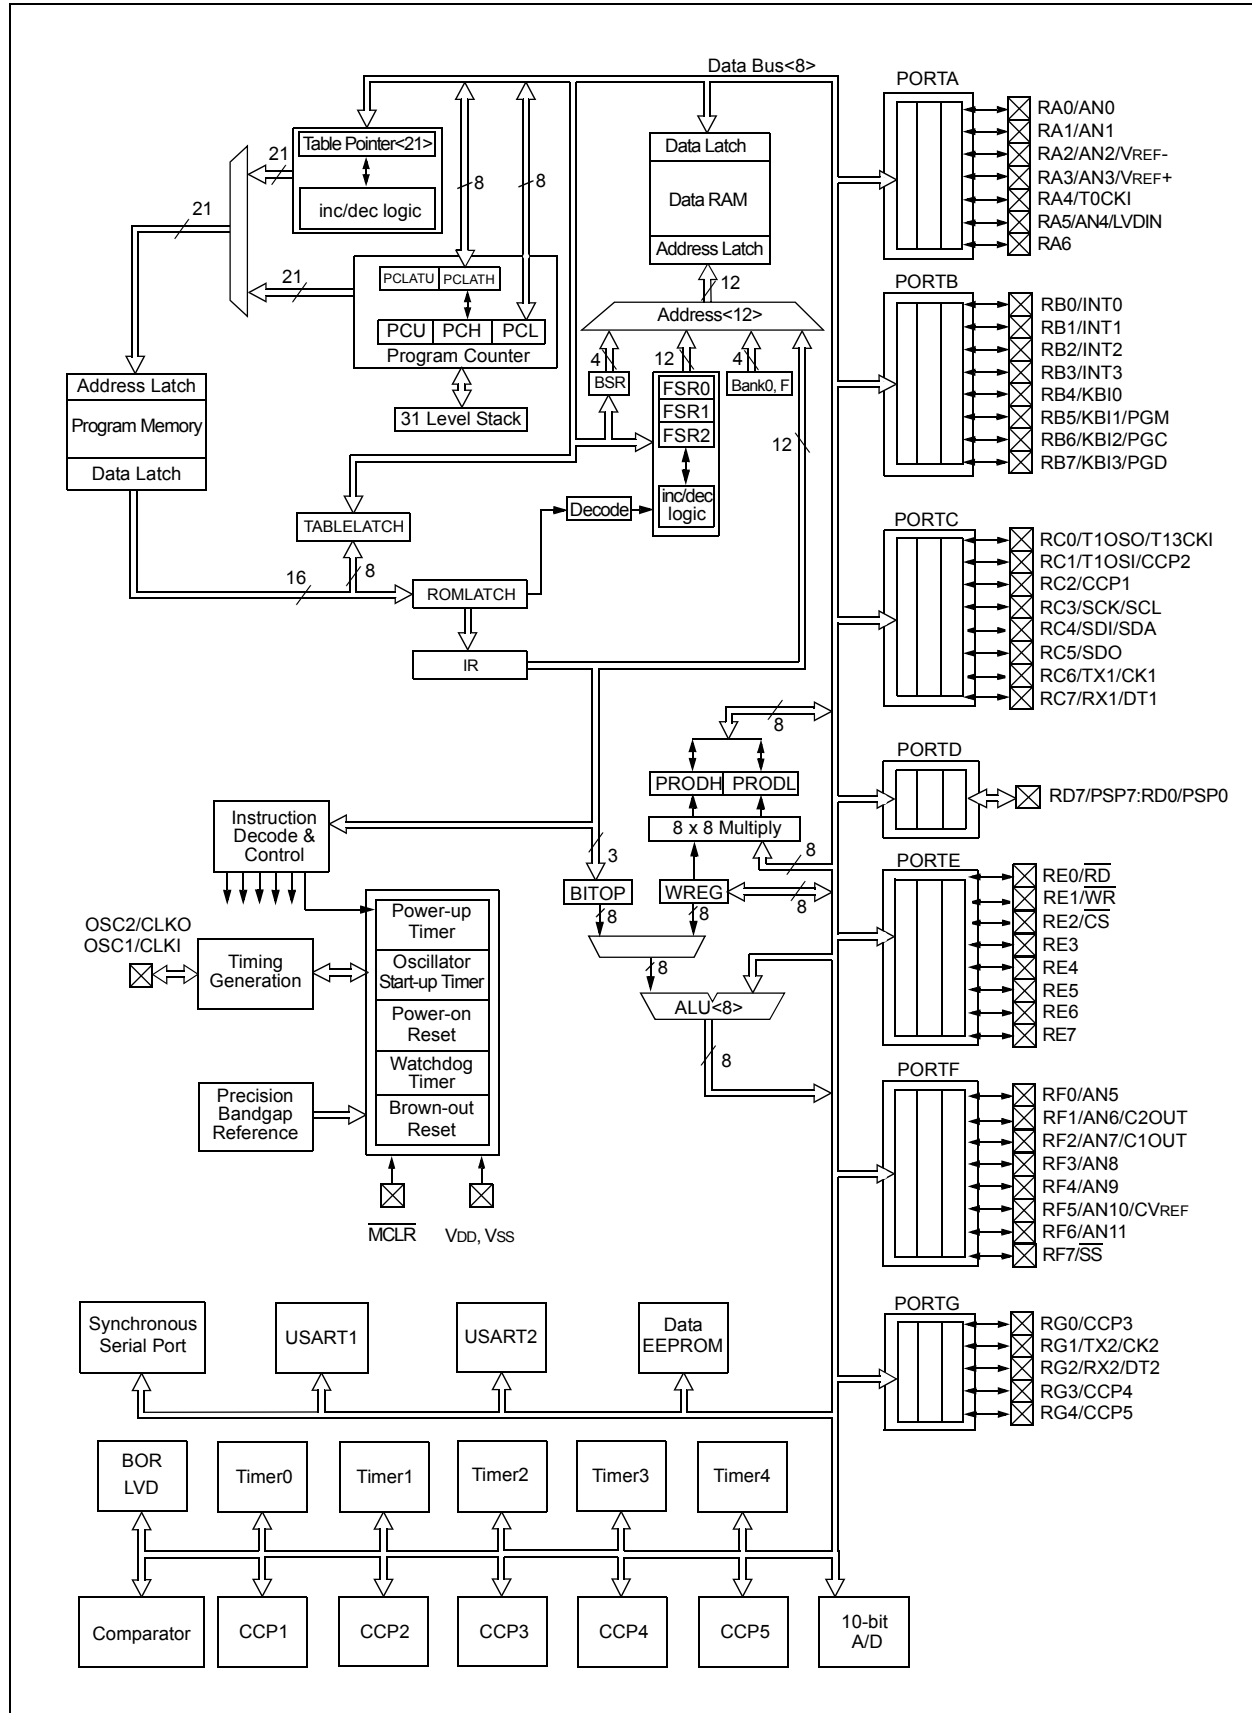 Data Bus<8>
Table Pointer<21>
inc/dec logic
21
21
21
8
8
PCLATU
PCLATH
PCU
PCH
PCL
Program Counter
31 Level Stack
Address Latch
Program Memory
Data Latch
Data Latch
Data RAM
Address Latch
12
Address<12>
4
12
4
BSR
FSR0
FSR1
FSR2
Bank0, F
inc/dec
logic
12
Decode
TABLELATCH
8
16
ROMLATCH
IR
8
PRODH
PRODL
8 x 8 Multiply
8
3
BITOP
WREG
8
8
8
8
ALU<8>
8
Instruction
Decode &
Control
OSC2/CLKO
OSC1/CLKI
Timing
Generation
Power-up
Timer
Oscillator
Start-up Timer
Power-on
Reset
Watchdog
Timer
Brown-out
Reset
Precision
Bandgap
Reference
MCLR
VDD, VSS
PORTA
RA0/AN0
RA1/AN1
RA2/AN2/VREF-
RA3/AN3/VREF+
RA4/T0CKI
RA5/AN4/LVDIN
RA6
PORTB
RB0/INT0
RB1/INT1
RB2/INT2
RB3/INT3
RB4/KBI0
RB5/KBI1/PGM
RB6/KBI2/PGC
RB7/KBI3/PGD
PORTC
RC0/T1OSO/T13CKI
RC1/T1OSI/CCP2
RC2/CCP1
RC3/SCK/SCL
RC4/SDI/SDA
RC5/SDO
RC6/TX1/CK1
RC7/RX1/DT1
PORTD
RD7/PSP7:RD0/PSP0
PORTE
RE0/RD
RE1/WR
RE2/CS
RE3
RE4
RE5
RE6
RE7
PORTF
RF0/AN5
RF1/AN6/C2OUT
RF2/AN7/C1OUT
RF3/AN8
RF4/AN9
RF5/AN10/CVREF
RF6/AN11
RF7/SS
PORTG
RG0/CCP3
RG1/TX2/CK2
RG2/RX2/DT2
RG3/CCP4
RG4/CCP5
Synchronous
Serial Port
USART1
USART2
Data
EEPROM
BOR
LVD
Timer0
Timer1
Timer2
Timer3
Timer4
Comparator
CCP1
CCP2
CCP3
CCP4
CCP5
10-bit
A/D